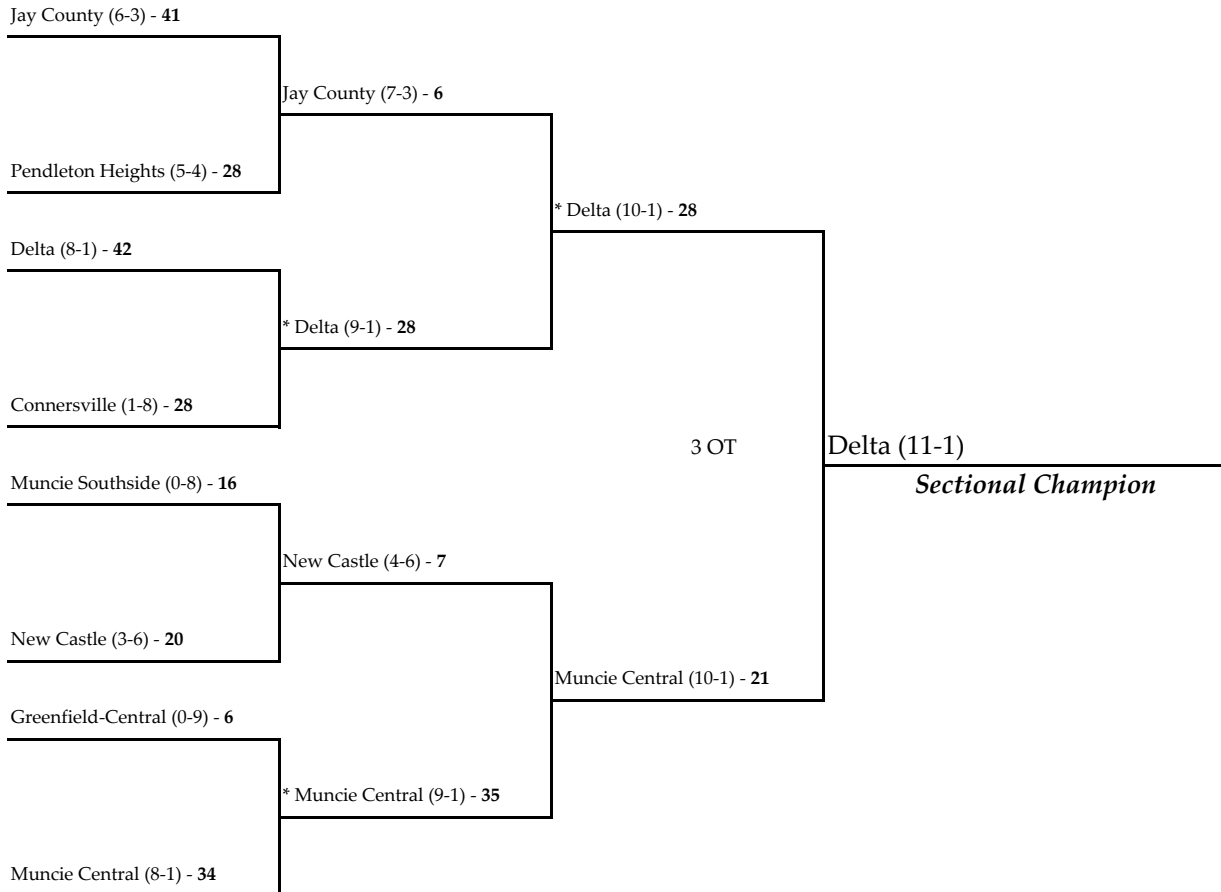 Jay County (6-3) - 41
Jay County (7-3) - 6
Pendleton Heights (5-4) - 28
* Delta (10-1) - 28
Delta (8-1) - 42
* Delta (9-1) - 28
Connersville (1-8) - 28
3 OT
Delta (11-1)
Muncie Southside (0-8) - 16
Sectional Champion
New Castle (4-6) - 7
New Castle (3-6) - 20
Muncie Central (10-1) - 21
Greenfield-Central (0-9) - 6
* Muncie Central (9-1) - 35
Muncie Central (8-1) - 34